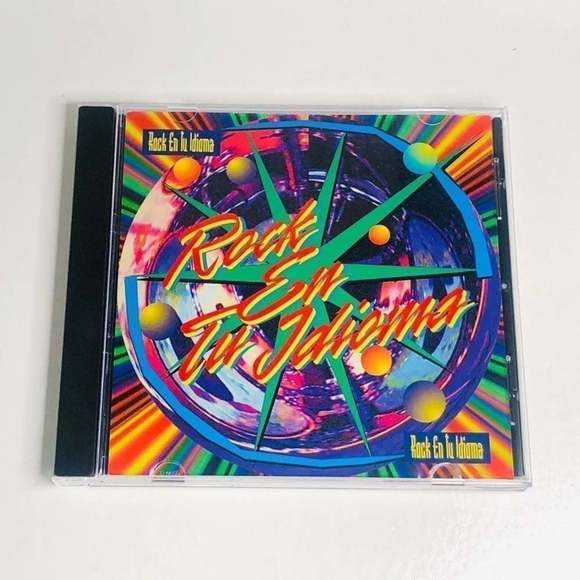 Rock En Tu Idioma
Rock
En
Tu Idioma
Rock En Tu Idioma